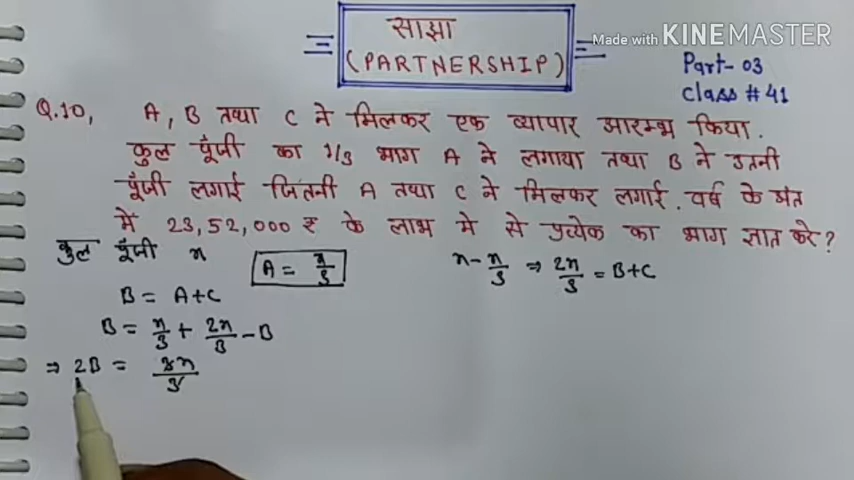 साझा
(PARTNERSHIP)
Made with KINEMASTER
Part-03
Class # 41
Q.10, A, B तथा C ने मिलकर एक व्यापार आरम्भ किया.
कुल पूँजी का 1/3 भाग A ने लगाया तथा B ने उतनी
पूँजी लगाई जितनी A तथा C ने मिलकर लगाई. वर्ष के अंत
में 23,52,000 ₹ के लाभ मे से प्रत्येक का भाग ज्ञात करे?
कुल पूँजी x
A = x/3
x - x/3 ⇒ 2x/3 = B+C
B = A+C
B = x/3 + 2x/3 - B
⇒ 2B = 3x/3